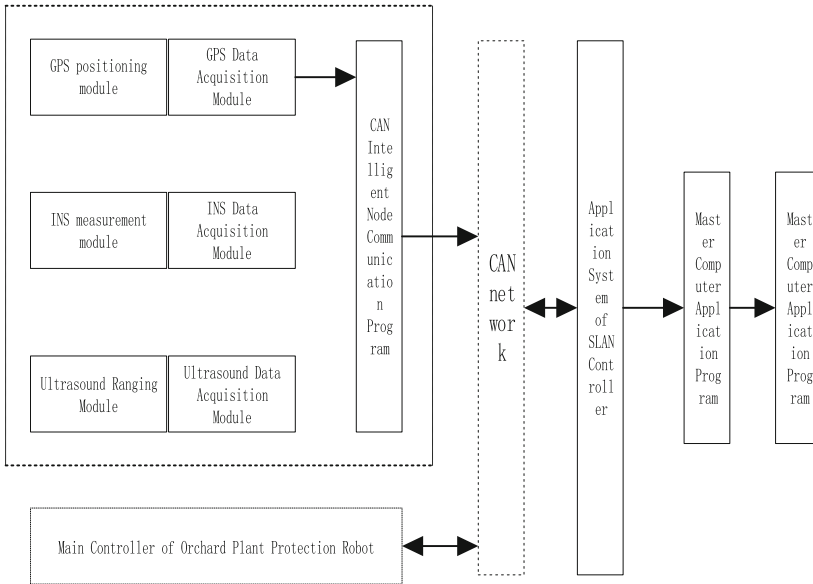 GPS positioning
module
GPS Data
Acquisition
Module
INS measurement
module
INS Data
Acquisition
Module
Ultrasound Ranging
Module
Ultrasound Data
Acquisition
Module
CAN
Inte
llig
ent
Node
Comm
unic
atio
n
Prog
ram
CAN
net
wor
k
Appl
icat
ion
Syst
em
of
SLAN
Cont
roll
er
Mast
er
Comp
uter
Appl
icat
ion
Prog
ram
Mast
er
Comp
uter
Appl
icat
ion
Prog
ram
Main Controller of Orchard Plant Protection Robot